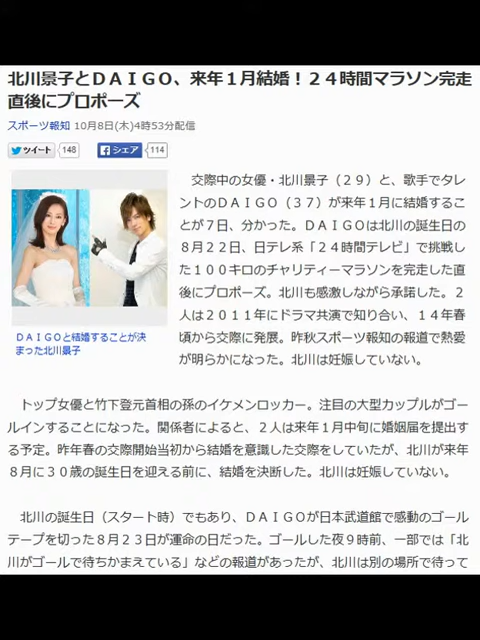 北川景子とＤＡＩＧＯ、来年１月結婚！２４時間マラソン完走
直後にプロポーズ
スポーツ報知 10月8日(木)4時53分配信
ツイート 148 シェア 114
交際中の女優・北川景子（２９）と、歌手でタレ
ントのＤＡＩＧＯ（３７）が来年１月に結婚するこ
とが７日、分かった。ＤＡＩＧＯは北川の誕生日の
８月２２日、日テレ系「２４時間テレビ」で挑戦し
た１００キロのチャリティーマラソンを完走した直
後にプロポーズ。北川も感激しながら承諾した。２
人は２０１１年にドラマ共演で知り合い、１４年春
頃から交際に発展。昨秋スポーツ報知の報道で熱愛
が明らかになった。北川は妊娠していない。
ＤＡＩＧＯと結婚することが決
まった北川景子
トップ女優と竹下登元首相の孫のイケメンロッカー。注目の大型カップルがゴー
ルインすることになった。関係者によると、２人は来年１月中旬に婚姻届を提出す
る予定。昨年春の交際開始当初から結婚を意識した交際をしていたが、北川が来年
８月に３０歳の誕生日を迎える前に、結婚を決断した。北川は妊娠していない。
北川の誕生日（スタート時）でもあり、ＤＡＩＧＯが日本武道館で感動のゴール
テープを切った８月２３日が運命の日だった。ゴールした夜９時前、一部では「北
川がゴールで待ちかまえている」などの報道があったが、北川は別の場所で待って